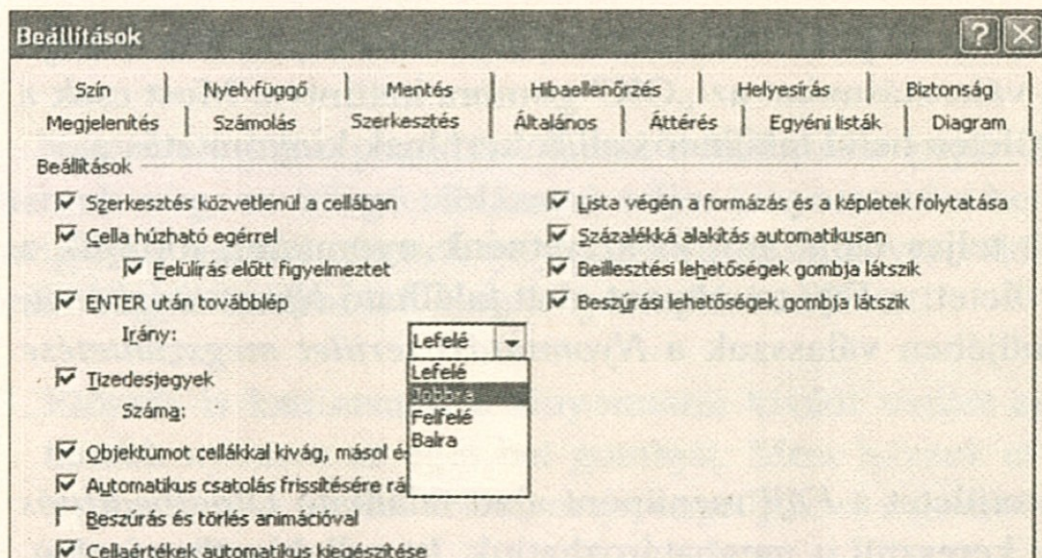 Beállítások
Szín Nyelvfüggő Mentés Hibaellenőrzés Helyesírás Biztonság
Megjelenítés Számolás Szerkesztés Általános Áttérés Egyéni listák Diagram
Beállítások
Szerkesztés közvetlenül a cellában
Cella húzható egérrel
Felülírás előtt figyelmeztet
ENTER után továbblép
Irány:
Lefelé
Lefelé
Jobbra
Felfelé
Balra
Tizedesjegyek
Száma:
Objektumot cellákkal kivág, másol és
Automatikus csatolás frissítésére
Beszúrás és törlés animációval
Cellaértékek automatikus kiegészítése
Lista végén a formázás és a képletek folytatása
Százalékká alakítás automatikusan
Beillesztési lehetőségek gombja látszik
Beszúrási lehetőségek gombja látszik